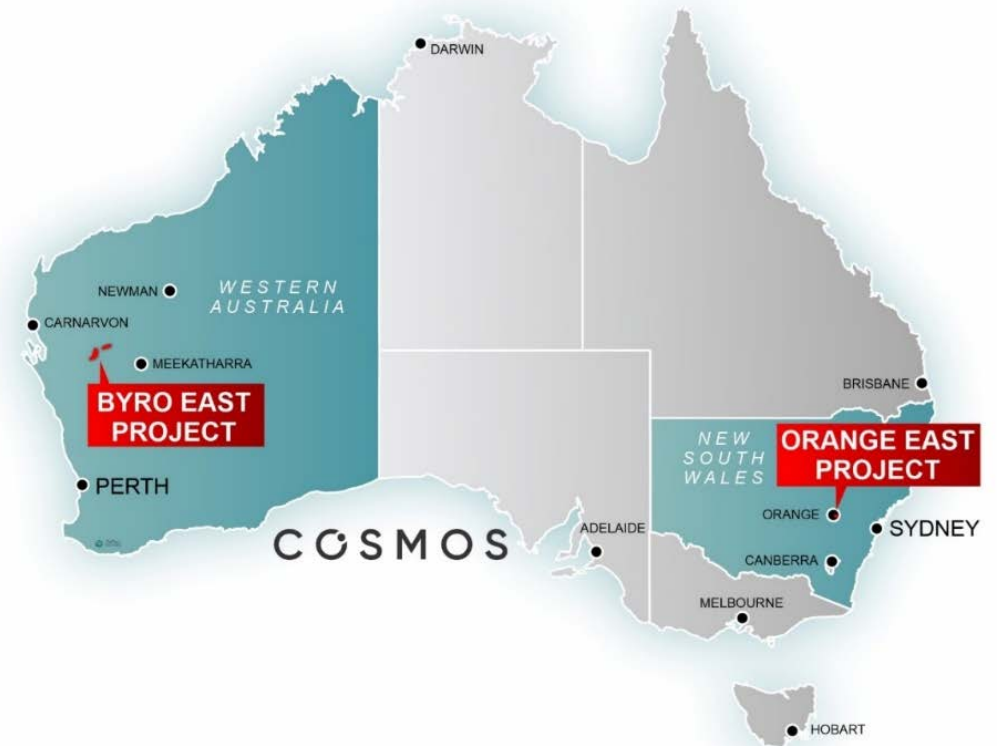 DARWIN
NEWMAN
WESTERN
AUSTRALIA
CARNARVON
MEEKATHARRA
BYRO EAST
PROJECT
PERTH
BRISBANE
NEW
SOUTH
WALES
ORANGE EAST
PROJECT
ORANGE
SYDNEY
COSMOS
ADELAIDE
CANBERRA
MELBOURNE
HOBART